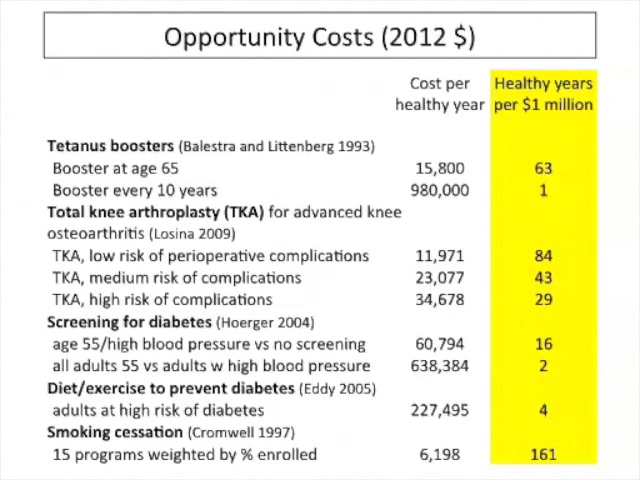 Opportunity Costs (2012 $)
Cost per healthy year Healthy years per $1 million
Tetanus boosters (Balestra and Littenberg 1993)
Booster at age 65 15,800 63
Booster every 10 years 980,000 1
Total knee arthroplasty (TKA) for advanced knee
osteoarthritis (Losina 2009)
TKA, low risk of perioperative complications 11,971 84
TKA, medium risk of complications 23,077 43
TKA, high risk of complications 34,678 29
Screening for diabetes (Hoerger 2004)
age 55/high blood pressure vs no screening 60,794 16
all adults 55 vs adults w high blood pressure 638,384 2
Diet/exercise to prevent diabetes (Eddy 2005)
adults at high risk of diabetes 227,495 4
Smoking cessation (Cromwell 1997)
15 programs weighted by % enrolled 6,198 161